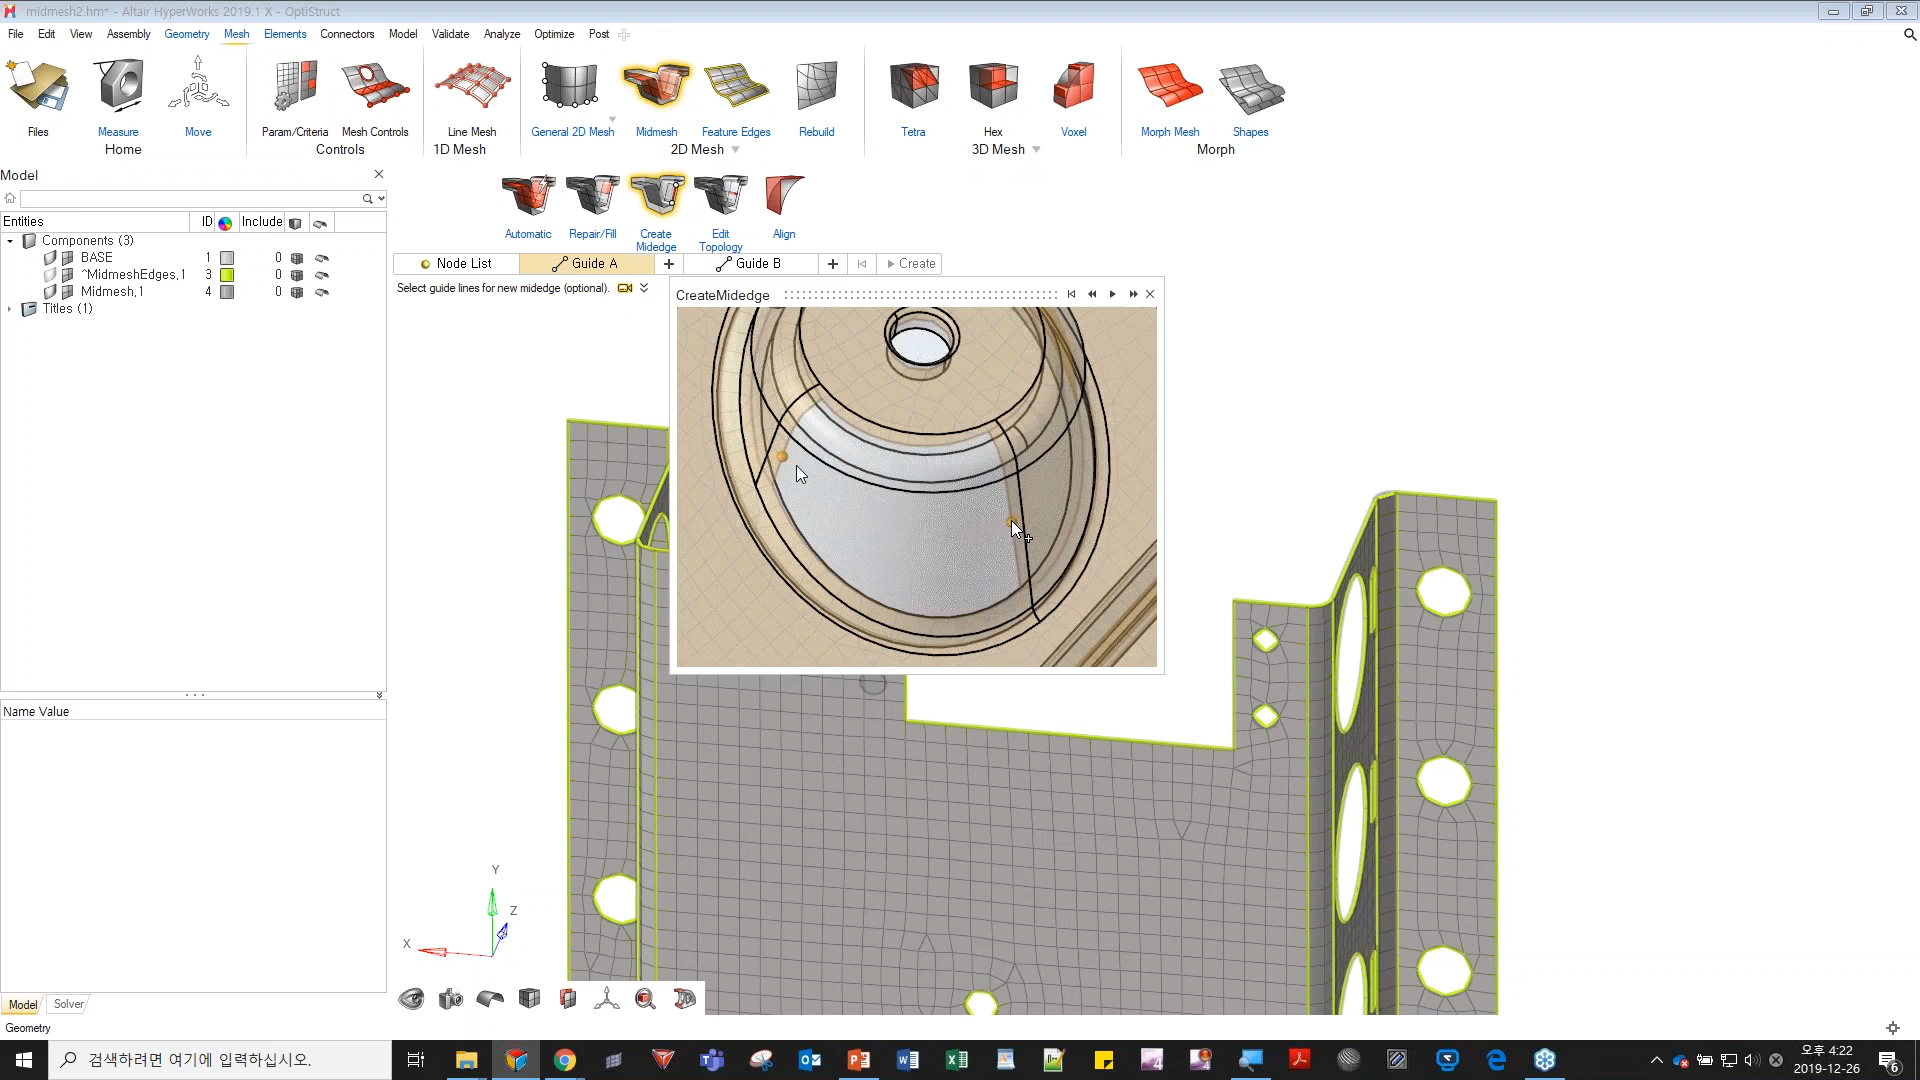 midmesh2.hm* - Altair HyperWorks 2019.1 X - OptiStruct
File Edit View Assembly Geometry Mesh Elements Connectors Model Validate Analyze Optimize Post
Files Measure Move Param/Criteria Mesh Controls Line Mesh General 2D Mesh Midmesh Feature Edges Rebuild Tetra Hex Voxel Morph Mesh Shapes
Home Controls 1D Mesh 2D Mesh 3D Mesh Morph
Model
Automatic Repair/Fill Create Midedge Edit Topology Align
Entities ID Include
Components (3)
BASE 1 0
^MidmeshEdges,1 3 0
Midmesh,1 4 0
Titles (1)
Node List Guide A Guide B Create
Select guide lines for new midedge (optional).
CreateMidedge
Name Value
Y
Z
X
Model Solver
Geometry
검색하려면 여기에 입력하십시오.
오후 4:22
2019-12-26
6